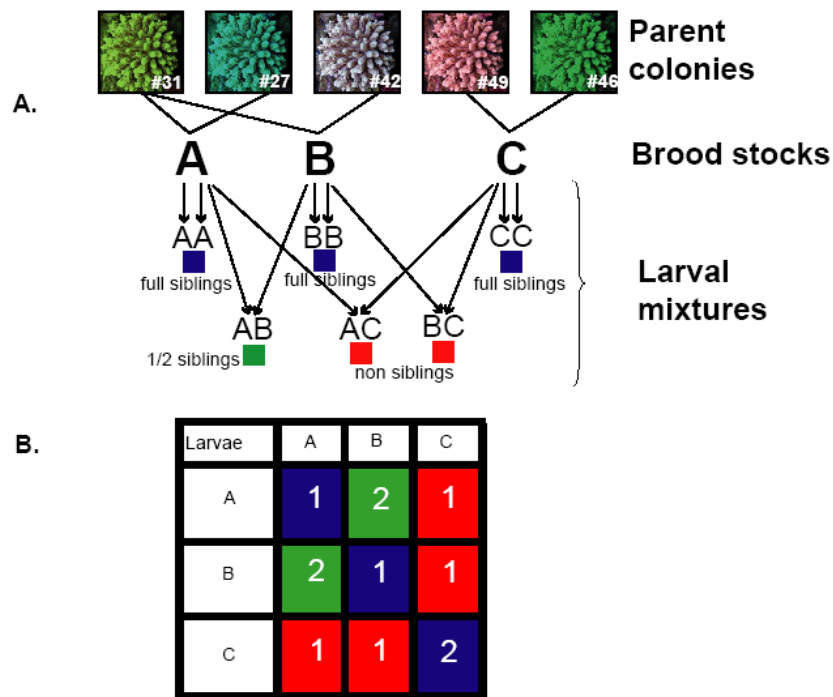 #31 #27 #42 #49 #46
Parent
colonies
A.
A B C
Brood stocks
AA BB CC
full siblings full siblings full siblings
Larval
mixtures
AB AC BC
1/2 siblings
non siblings
B.
Larvae A B C
A 1 2 1
B 2 1 1
C 1 1 2